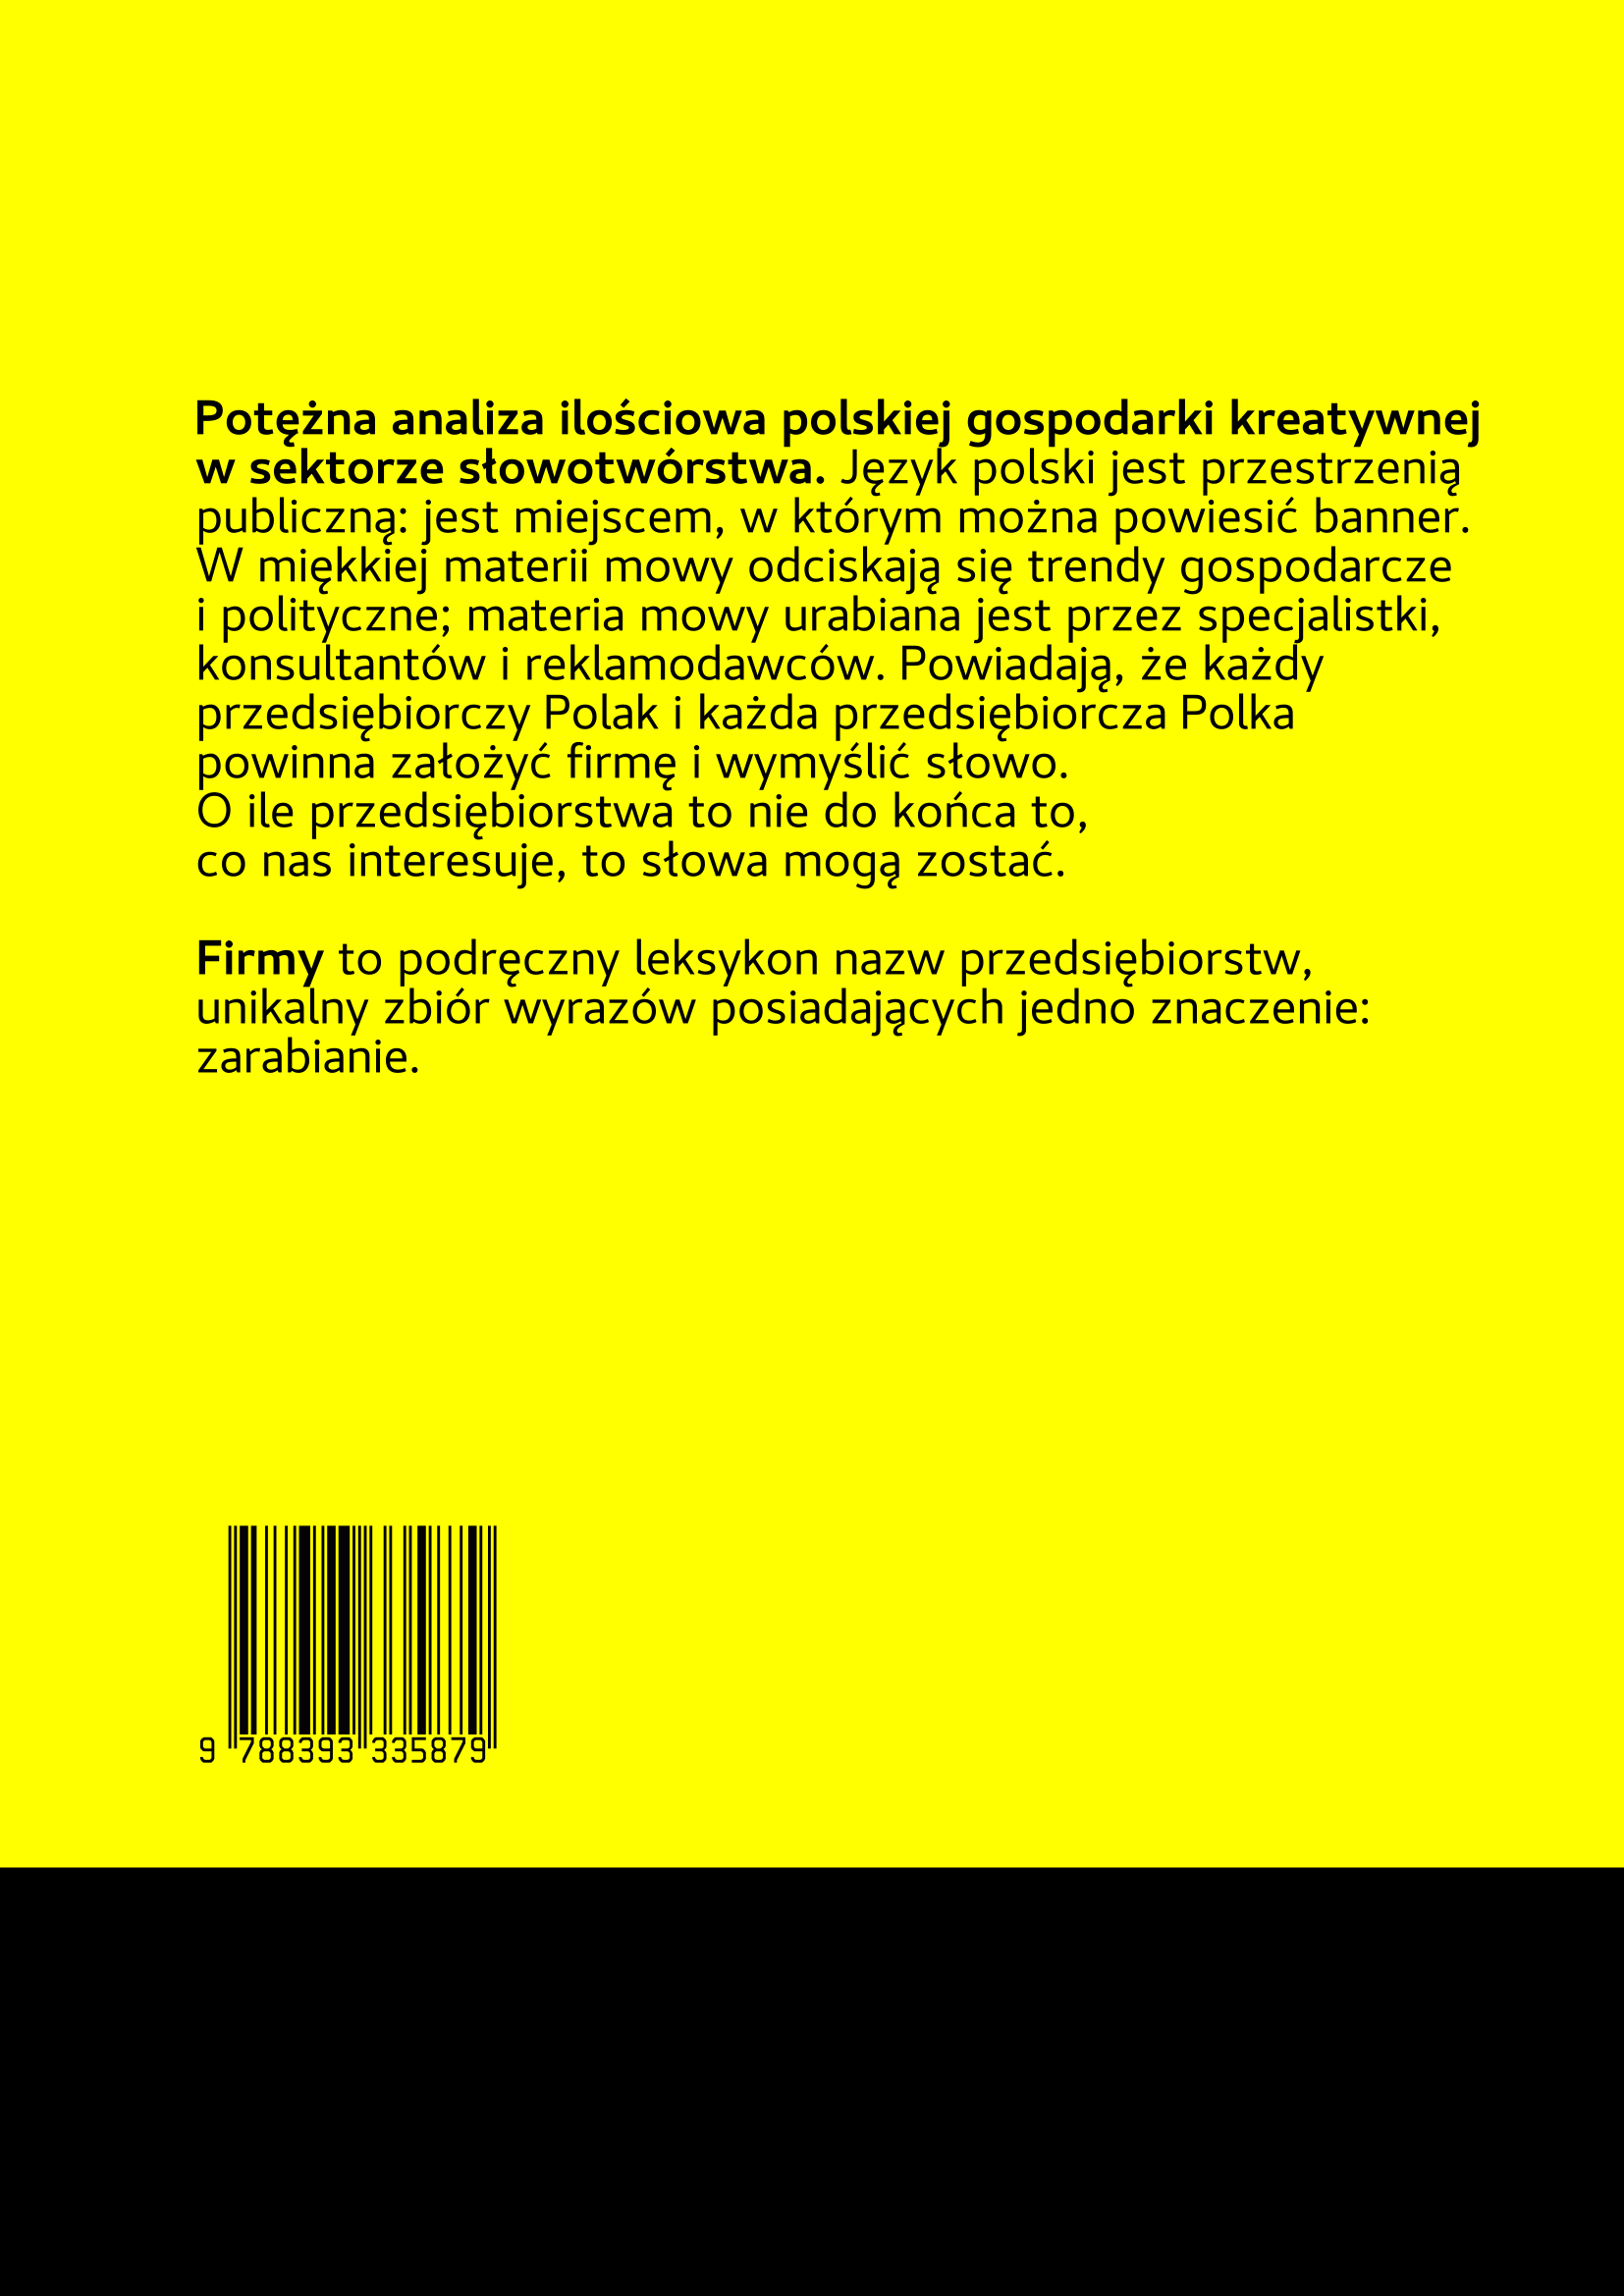 Potężna analiza ilościowa polskiej gospodarki kreatywnej
w sektorze słowotwórstwa. Język polski jest przestrzenią
publiczną: jest miejscem, w którym można powiesić banner.
W miękkiej materii mowy odciskają się trendy gospodarcze
i polityczne; materia mowy urabiana jest przez specjalistki,
konsultantów i reklamodawców. Powiadają, że każdy
przedsiębiorczy Polak i każda przedsiębiorcza Polka
powinna założyć firmę i wymyślić słowo.
O ile przedsiębiorstwa to nie do końca to,
co nas interesuje, to słowa mogą zostać.
Firmy to podręczny leksykon nazw przedsiębiorstw,
unikalny zbiór wyrazów posiadających jedno znaczenie:
zarabianie.
9 788393 335879